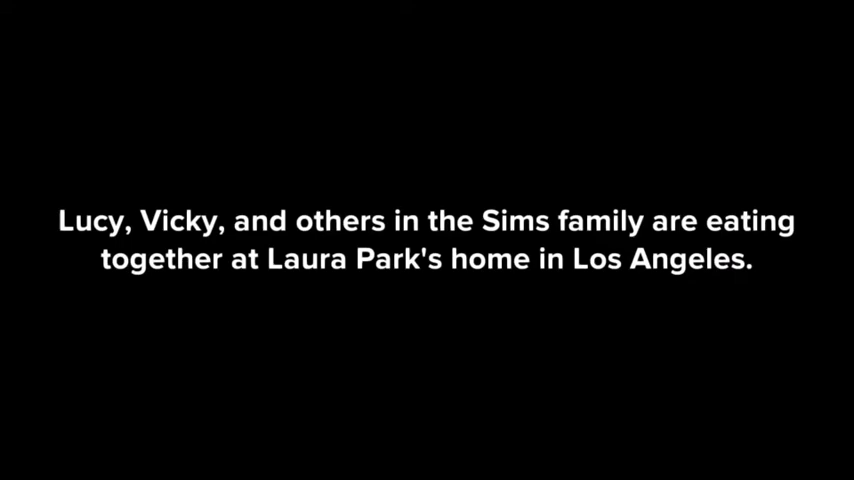 Lucy, Vicky, and others in the Sims family are eating
together at Laura Park's home in Los Angeles.